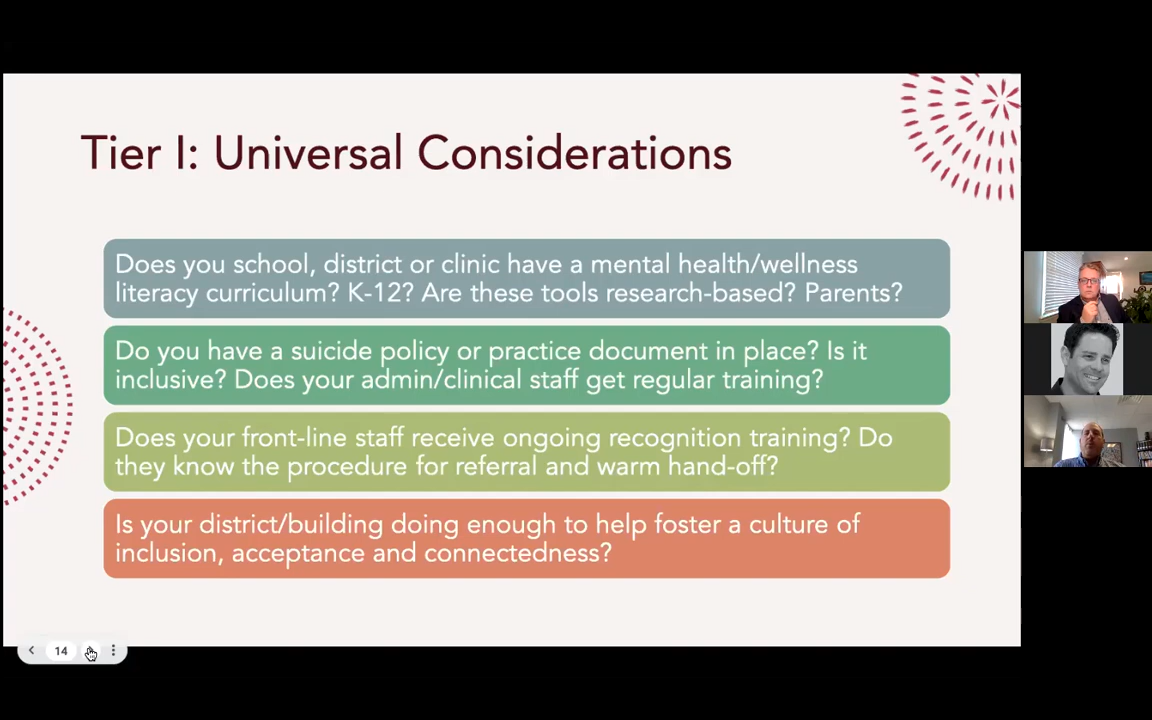 Tier I: Universal Considerations
Does you school, district or clinic have a mental health/wellness
literacy curriculum? K-12? Are these tools research-based? Parents?
Do you have a suicide policy or practice document in place? Is it
inclusive? Does your admin/clinical staff get regular training?
Does your front-line staff receive ongoing recognition training? Do
they know the procedure for referral and warm hand-off?
Is your district/building doing enough to help foster a culture of
inclusion, acceptance and connectedness?
14